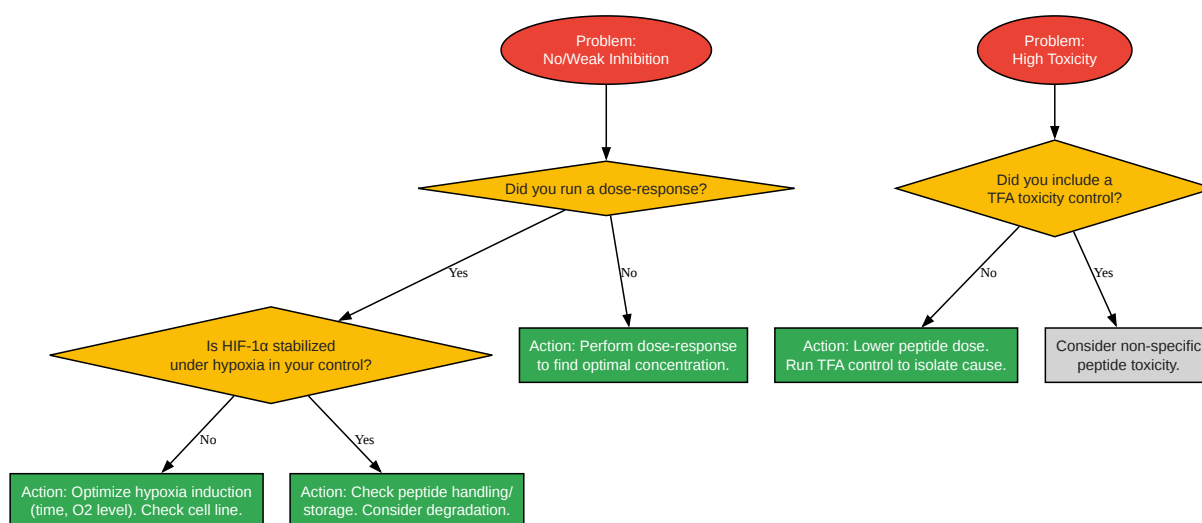 Problem:
No/Weak Inhibition
Problem:
High Toxicity
Did you run a dose-response?
Did you include a
TFA toxicity control?
Yes
No
No
Yes
Is HIF-1α stabilized
under hypoxia in your control?
Action: Perform dose-response
to find optimal concentration.
Action: Lower peptide dose.
Run TFA control to isolate cause.
Consider non-specific
peptide toxicity.
No
Yes
Action: Optimize hypoxia induction
(time, O2 level). Check cell line.
Action: Check peptide handling/
storage. Consider degradation.